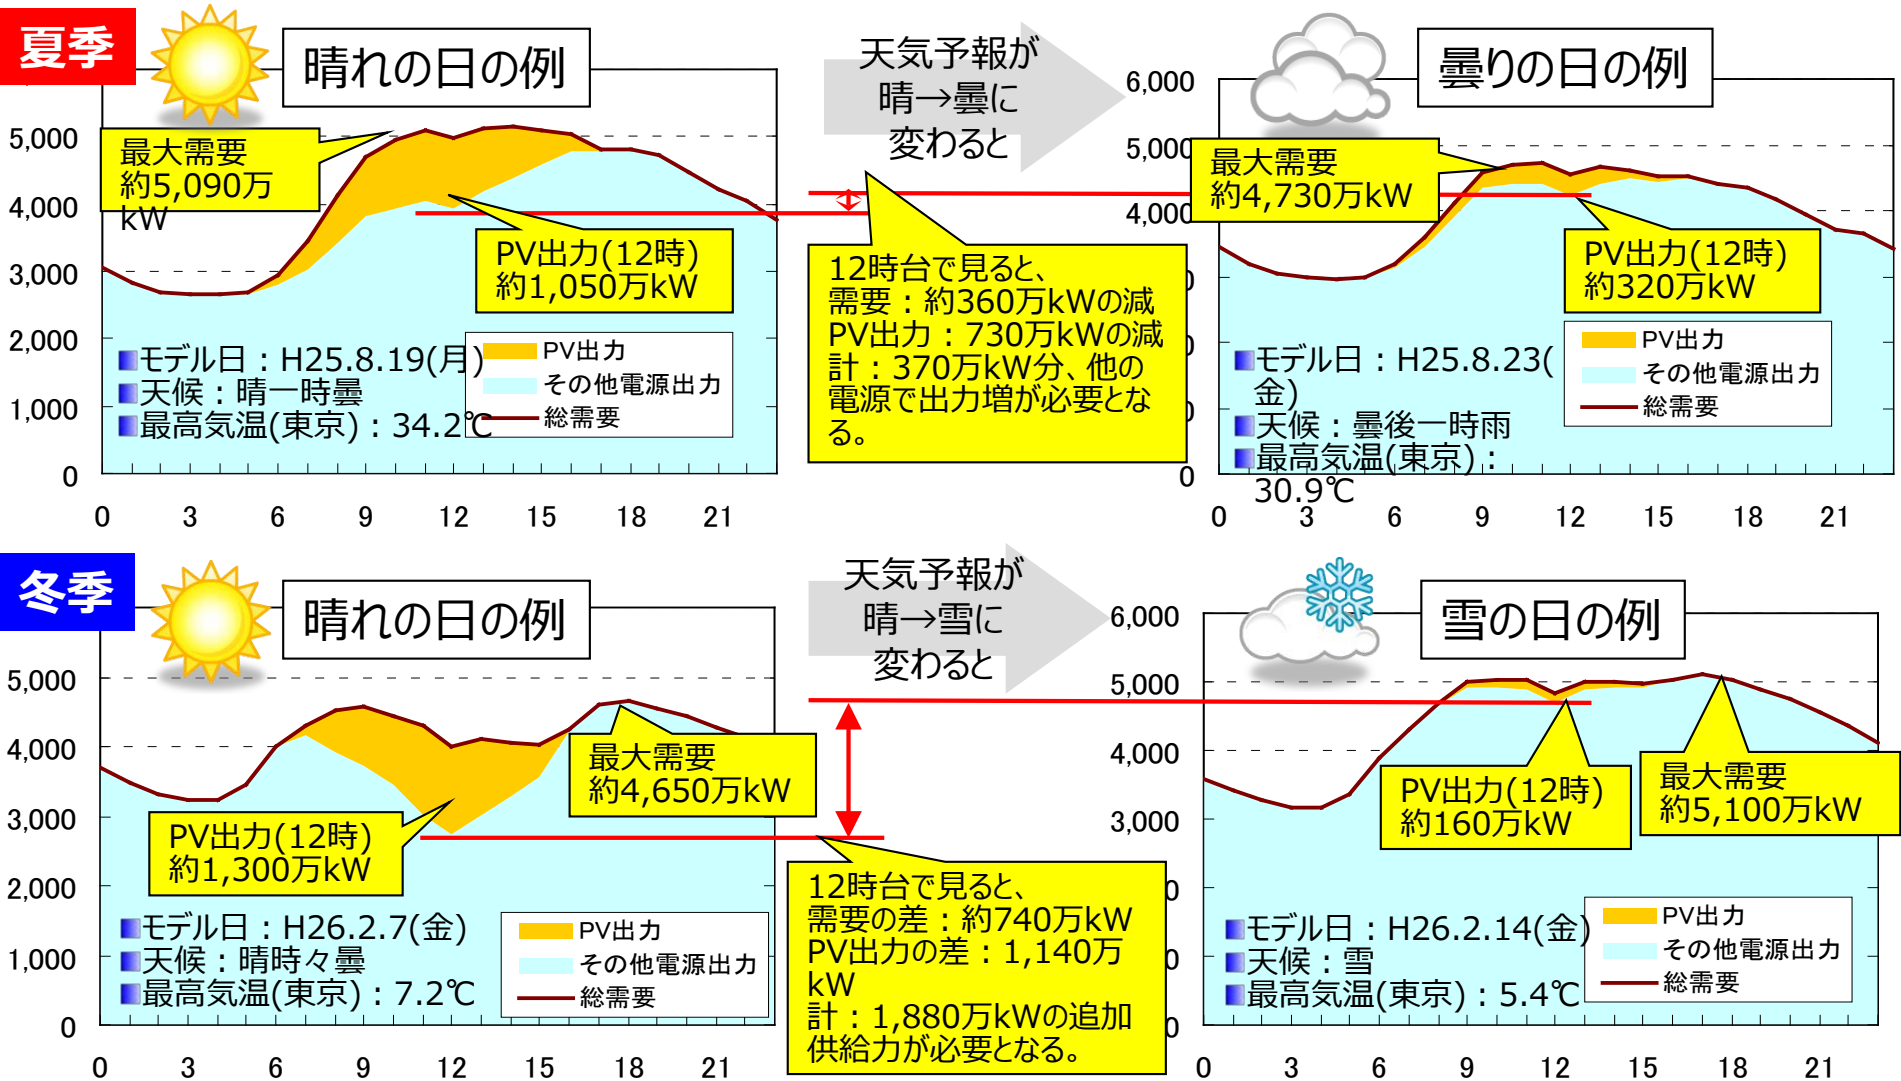 夏季
晴れの日の例
5,000
4,000
3,000
2,000
1,000
0
最大需要
約5,090万
kW
PV出力(12時)
約1,050万kW
モデル日：H25.8.19(月)
天候：晴一時曇
最高気温(東京)：34.2℃
PV出力
その他電源出力
総需要
0 3 6 9 12 15 18 21
天気予報が
晴→曇に
変わると
12時台で見ると、
需要：約360万kWの減
PV出力：730万kWの減
計：370万kW分、他の
電源で出力増が必要とな
る。
曇りの日の例
6,000
5,000
4,000
0
最大需要
約4,730万kW
PV出力(12時)
約320万kW
モデル日：H25.8.23(
金)
天候：曇後一時雨
最高気温(東京)：
30.9℃
PV出力
その他電源出力
総需要
0 3 6 9 12 15 18 21
冬季
晴れの日の例
5,000
4,000
3,000
2,000
1,000
0
最大需要
約4,650万kW
PV出力(12時)
約1,300万kW
モデル日：H26.2.7(金)
天候：晴時々曇
最高気温(東京)：7.2℃
PV出力
その他電源出力
総需要
0 3 6 9 12 15 18 21
天気予報が
晴→雪に
変わると
12時台で見ると、
需要の差：約740万kW
PV出力の差：1,140万
kW
計：1,880万kWの追加
供給力が必要となる。
雪の日の例
6,000
5,000
4,000
3,000
0
PV出力(12時)
約160万kW
最大需要
約5,100万kW
モデル日：H26.2.14(金)
天候：雪
最高気温(東京)：5.4℃
PV出力
その他電源出力
総需要
0 3 6 9 12 15 18 21